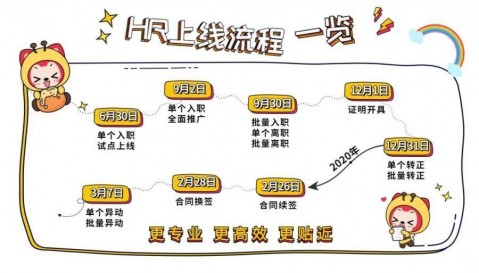 HR上线流程 一览
6月30日
单个入职
试点上线
9月2日
单个入职
全面推广
9月30日
批量入职
单个离职
批量离职
12月1日
证明开具
12月31日
单个转正
批量转正
2020年
2月26日
合同续签
2月28日
合同换签
3月7日
单个异动
批量异动
更专业 更高效 更贴近